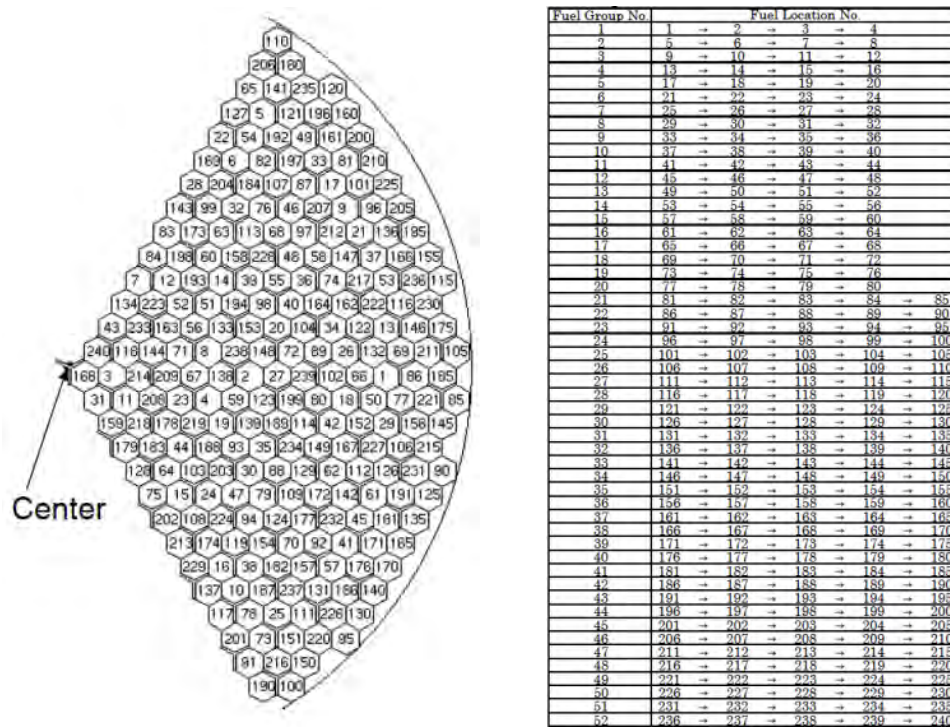 110
206 180
65 141 235 120
127 5 121 196 160
22 54 192 49 161 200
169 6 82 197 33 81 210
28 204 184 107 87 17 101 225
143 99 32 76 46 207 9 96 205
83 173 63 113 68 97 212 21 136 195
84 198 60 158 228 48 58 147 37 166 155
7 12 193 14 39 55 36 74 217 53 236 115
134 223 52 51 194 98 40 164 162 222 116 230
43 233 163 56 133 153 20 104 34 122 13 146 175
240 118 144 71 8 238 148 72 89 26 132 69 211 105
168 3 214 209 67 138 2 27 239 102 66 1 86 185
31 11 208 23 4 59 123 199 80 18 50 77 221 85
159 218 178 219 19 139 189 114 42 152 29 156 145
179 183 44 188 93 35 234 149 167 227 106 215
128 64 103 203 30 88 129 62 112 126 231 90
75 15 24 47 79 109 172 142 61 191 125
202 108 224 94 124 177 232 45 181 135
213 174 119 154 70 92 41 171 165
229 16 38 182 157 57 176 170
137 10 187 237 131 186 140
117 78 25 111 226 130
201 73 151 220 95
91 216 150
190 100
Center
Fuel Group No. Fuel Location No.
1 1 → 2 → 3 → 4
2 5 → 6 → 7 → 8
3 9 → 10 → 11 → 12
4 13 → 14 → 15 → 16
5 17 → 18 → 19 → 20
6 21 → 22 → 23 → 24
7 25 → 26 → 27 → 28
8 29 → 30 → 31 → 32
9 33 → 34 → 35 → 36
10 37 → 38 → 39 → 40
11 41 → 42 → 43 → 44
12 45 → 46 → 47 → 48
13 49 → 50 → 51 → 52
14 53 → 54 → 55 → 56
15 57 → 58 → 59 → 60
16 61 → 62 → 63 → 64
17 65 → 66 → 67 → 68
18 69 → 70 → 71 → 72
19 73 → 74 → 75 → 76
20 77 → 78 → 79 → 80
21 81 → 82 → 83 → 84 → 85
22 86 → 87 → 88 → 89 → 90
23 91 → 92 → 93 → 94 → 95
24 96 → 97 → 98 → 99 → 100
25 101 → 102 → 103 → 104 → 105
26 106 → 107 → 108 → 109 → 110
27 111 → 112 → 113 → 114 → 115
28 116 → 117 → 118 → 119 → 120
29 121 → 122 → 123 → 124 → 125
30 126 → 127 → 128 → 129 → 130
31 131 → 132 → 133 → 134 → 135
32 136 → 137 → 138 → 139 → 140
33 141 → 142 → 143 → 144 → 145
34 146 → 147 → 148 → 149 → 150
35 151 → 152 → 153 → 154 → 155
36 156 → 157 → 158 → 159 → 160
37 161 → 162 → 163 → 164 → 165
38 166 → 167 → 168 → 169 → 170
39 171 → 172 → 173 → 174 → 175
40 176 → 177 → 178 → 179 → 180
41 181 → 182 → 183 → 184 → 185
42 186 → 187 → 188 → 189 → 190
43 191 → 192 → 193 → 194 → 195
44 196 → 197 → 198 → 199 → 200
45 201 → 202 → 203 → 204 → 205
46 206 → 207 → 208 → 209 → 210
47 211 → 212 → 213 → 214 → 215
48 216 → 217 → 218 → 219 → 220
49 221 → 222 → 223 → 224 → 225
50 226 → 227 → 228 → 229 → 230
51 231 → 232 → 233 → 234 → 235
52 236 → 237 → 238 → 239 → 240